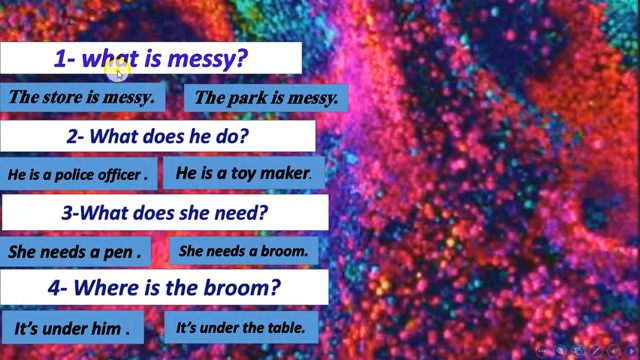 1- what is messy?
The store is messy. The park is messy.
2- What does he do?
He is a police officer . He is a toy maker.
3-What does she need?
She needs a pen . She needs a broom.
4- Where is the broom?
It's under him . It's under the table.